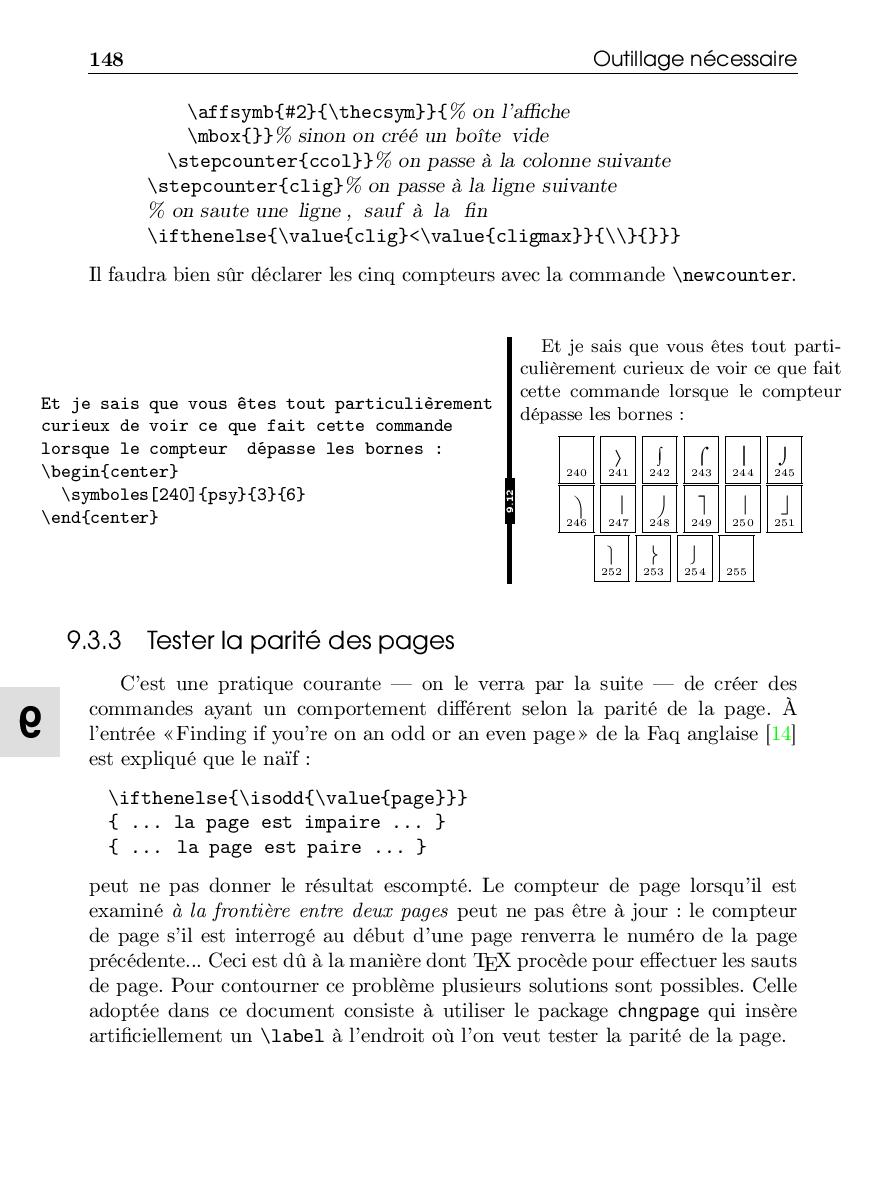 148 Outillage nécessaire
\affsymb{#2}{\thecsym}}{% on l'affiche
\mbox{}}% sinon on créé un boîte vide
\stepcounter{ccol}}% on passe à la colonne suivante
\stepcounter{clig}% on passe à la ligne suivante
% on saute une ligne , sauf à la fin
\ifthenelse{\value{clig}<\value{cligmax}}{\\}{}}}
Il faudra bien sûr déclarer les cinq compteurs avec la commande \newcounter.
Et je sais que vous êtes tout particulièrement
curieux de voir ce que fait cette commande
lorsque le compteur dépasse les bornes :
\begin{center}
\symboles[240]{psy}{3}{6}
\end{center}
9.12
Et je sais que vous êtes tout parti-
culièrement curieux de voir ce que fait
cette commande lorsque le compteur
dépasse les bornes :
240 241 242 243 244 245
246 247 248 249 250 251
252 253 254 255
9.3.3 Tester la parité des pages
C'est une pratique courante — on le verra par la suite — de créer des
commandes ayant un comportement différent selon la parité de la page. À
l'entrée «Finding if you're on an odd or an even page» de la Faq anglaise [14]
est expliqué que le naïf :
9
\ifthenelse{\isodd{\value{page}}}
{ ... la page est impaire ... }
{ ... la page est paire ... }
peut ne pas donner le résultat escompté. Le compteur de page lorsqu'il est
examiné à la frontière entre deux pages peut ne pas être à jour : le compteur
de page s'il est interrogé au début d'une page renverra le numéro de la page
précédente... Ceci est dû à la manière dont TEX procède pour effectuer les sauts
de page. Pour contourner ce problème plusieurs solutions sont possibles. Celle
adoptée dans ce document consiste à utiliser le package chngpage qui insère
artificiellement un \label à l'endroit où l'on veut tester la parité de la page.